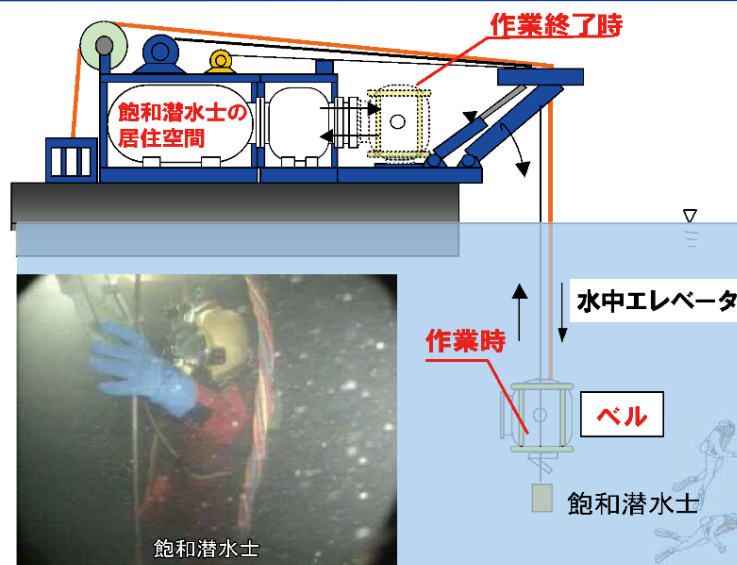 作業終了時
飽和潜水士の
居住空間
水中エレベータ
作業時
ベル
飽和潜水士
飽和潜水士